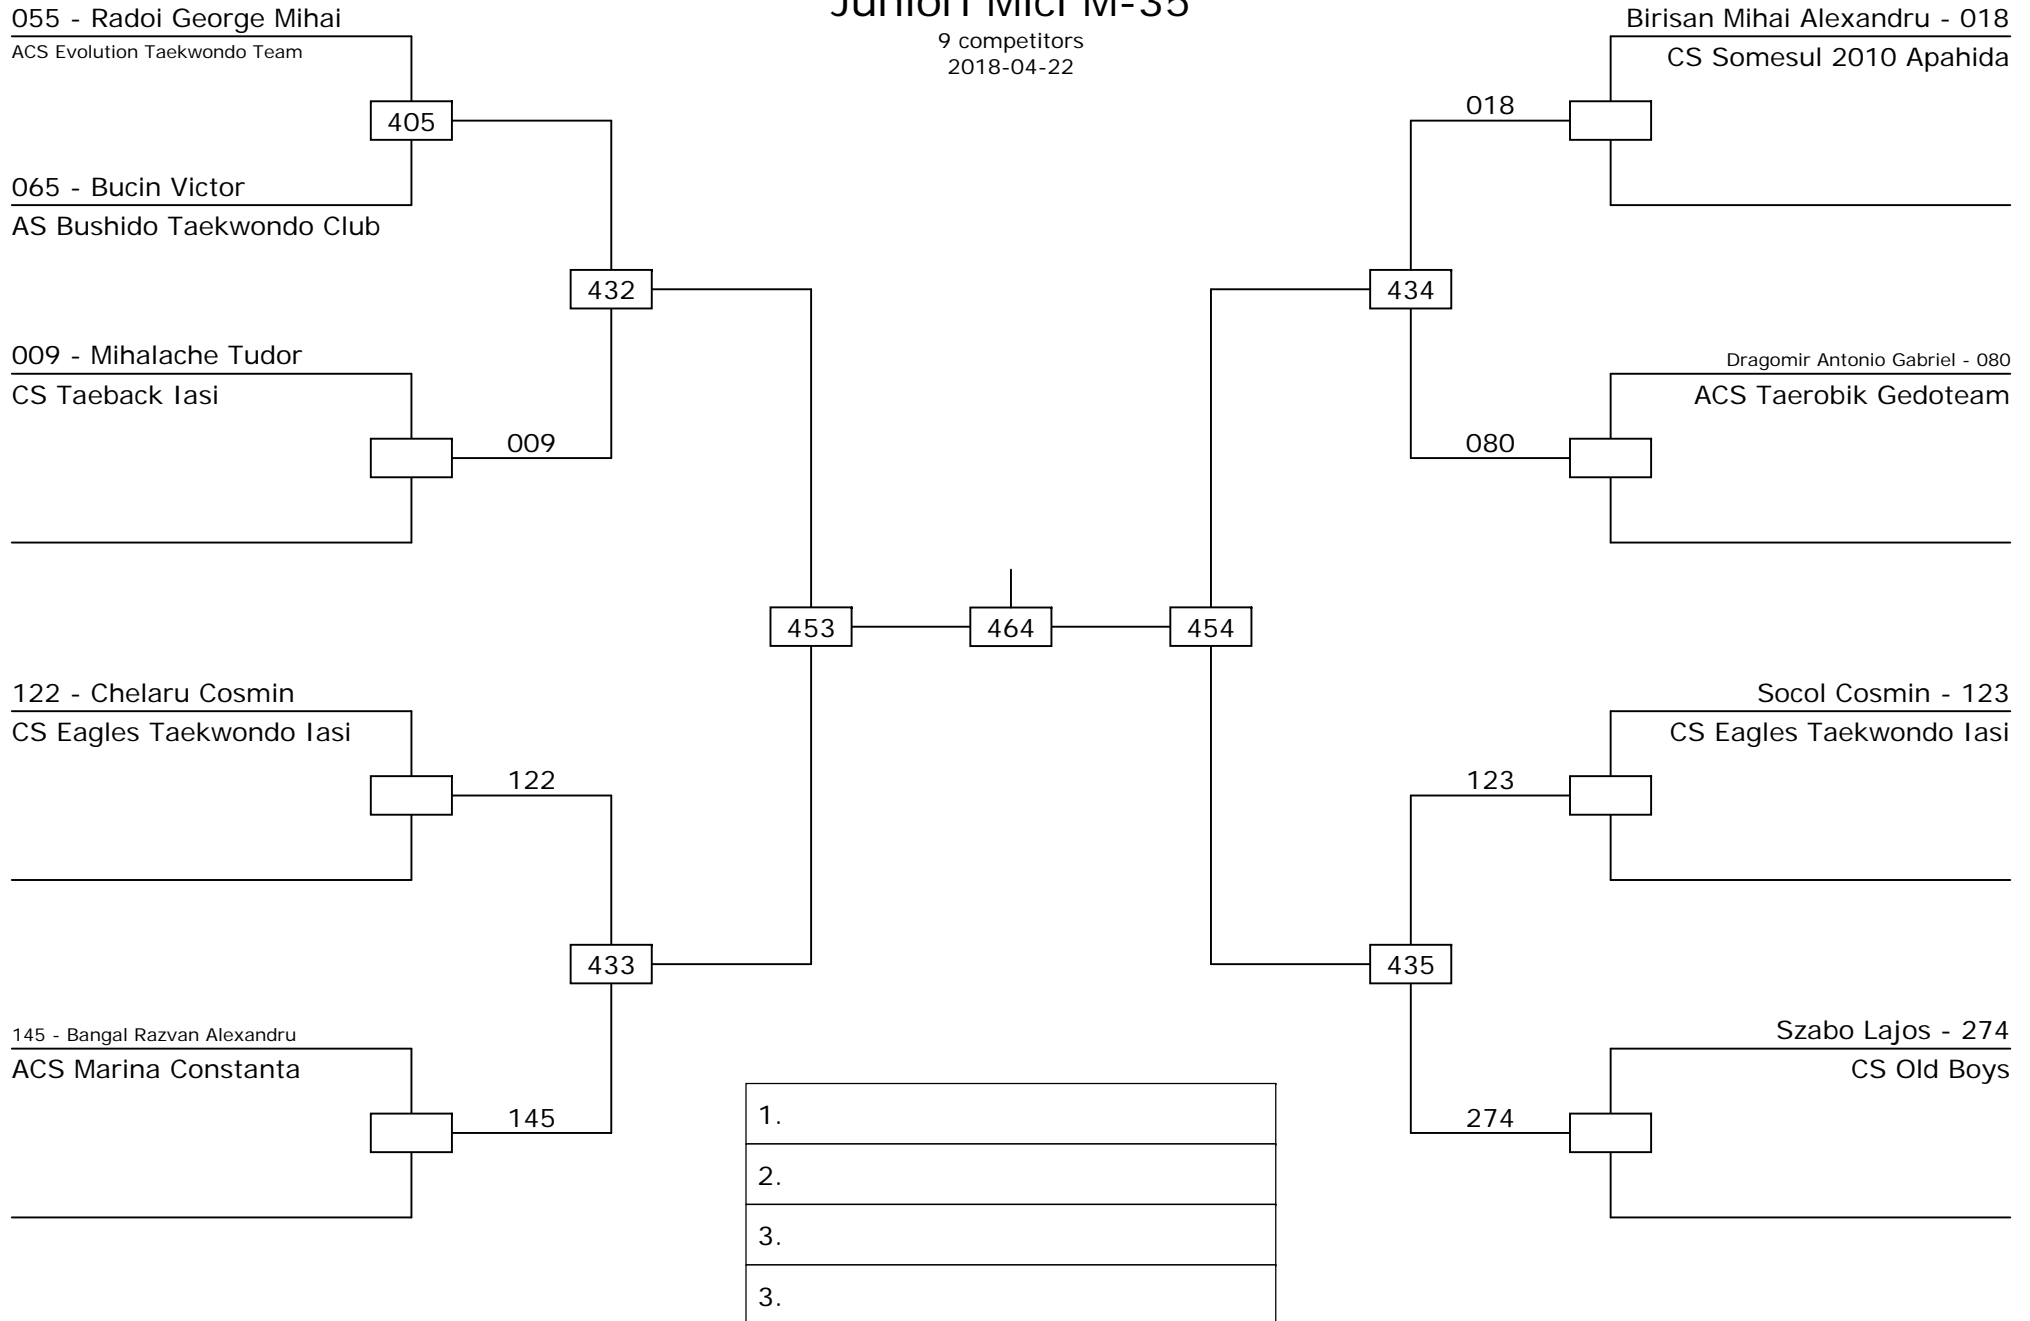 Juniori Mici M-35
9 competitors
2018-04-22
055 - Radoi George Mihai
ACS Evolution Taekwondo Team
405
065 - Bucin Victor
AS Bushido Taekwondo Club
432
009 - Mihalache Tudor
CS Taeback Iasi
009
453
464
454
122 - Chelaru Cosmin
CS Eagles Taekwondo Iasi
122
433
145 - Bangal Razvan Alexandru
ACS Marina Constanta
145
Birisan Mihai Alexandru - 018
CS Somesul 2010 Apahida
018
434
Dragomir Antonio Gabriel - 080
ACS Taerobik Gedoteam
080
Socol Cosmin - 123
CS Eagles Taekwondo Iasi
123
435
Szabo Lajos - 274
CS Old Boys
274
1.
2.
3.
3.